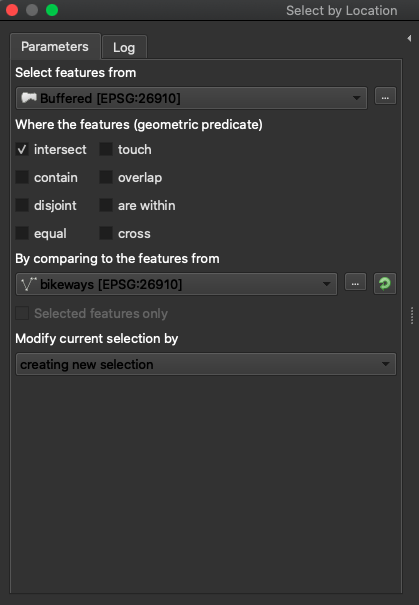 Select by Location
Parameters
Log
Select features from
Buffered [EPSG:26910]
...
Where the features (geometric predicate)
intersect
touch
contain
overlap
disjoint
are within
equal
cross
By comparing to the features from
bikeways [EPSG:26910]
...
Selected features only
Modify current selection by
creating new selection